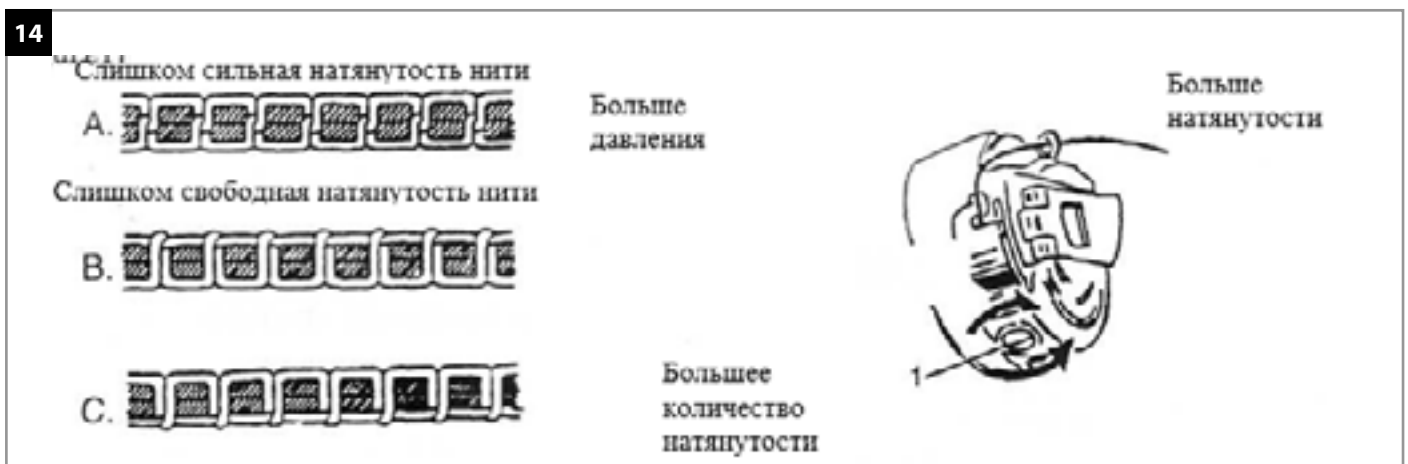 14
Слишком сильная натянутость нити
A.
Больше
давления
Больше
натянутости
Слишком свободная натянутость нити
B.
C.
Большее
количество
натянутости
1